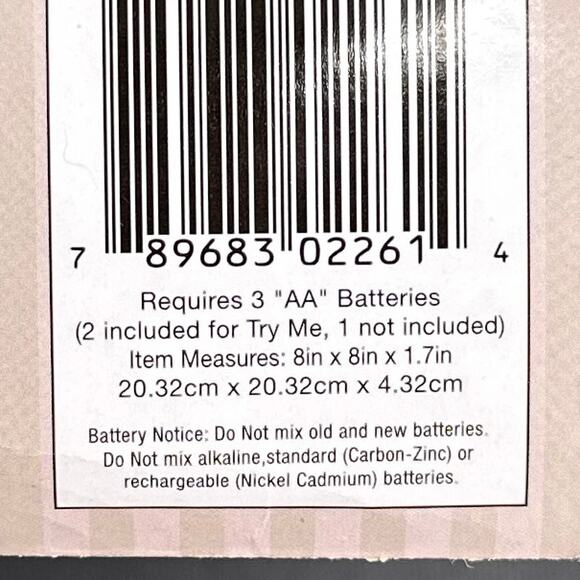 7 89683 02261 4
Requires 3 "AA" Batteries
(2 included for Try Me, 1 not included)
Item Measures: 8in x 8in x 1.7in
20.32cm x 20.32cm x 4.32cm
Battery Notice: Do Not mix old and new batteries.
Do Not mix alkaline,standard (Carbon-Zinc) or
rechargeable (Nickel Cadmium) batteries.